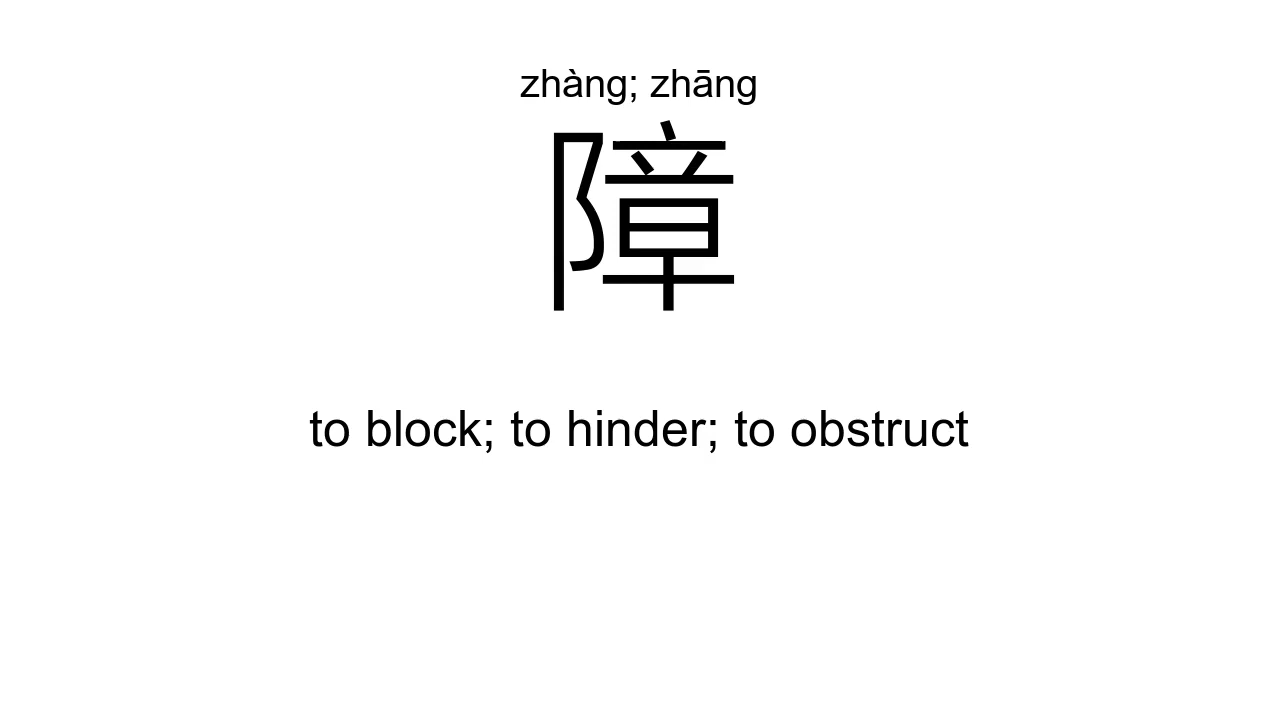 zhàng; zhāng
障
to block; to hinder; to obstruct